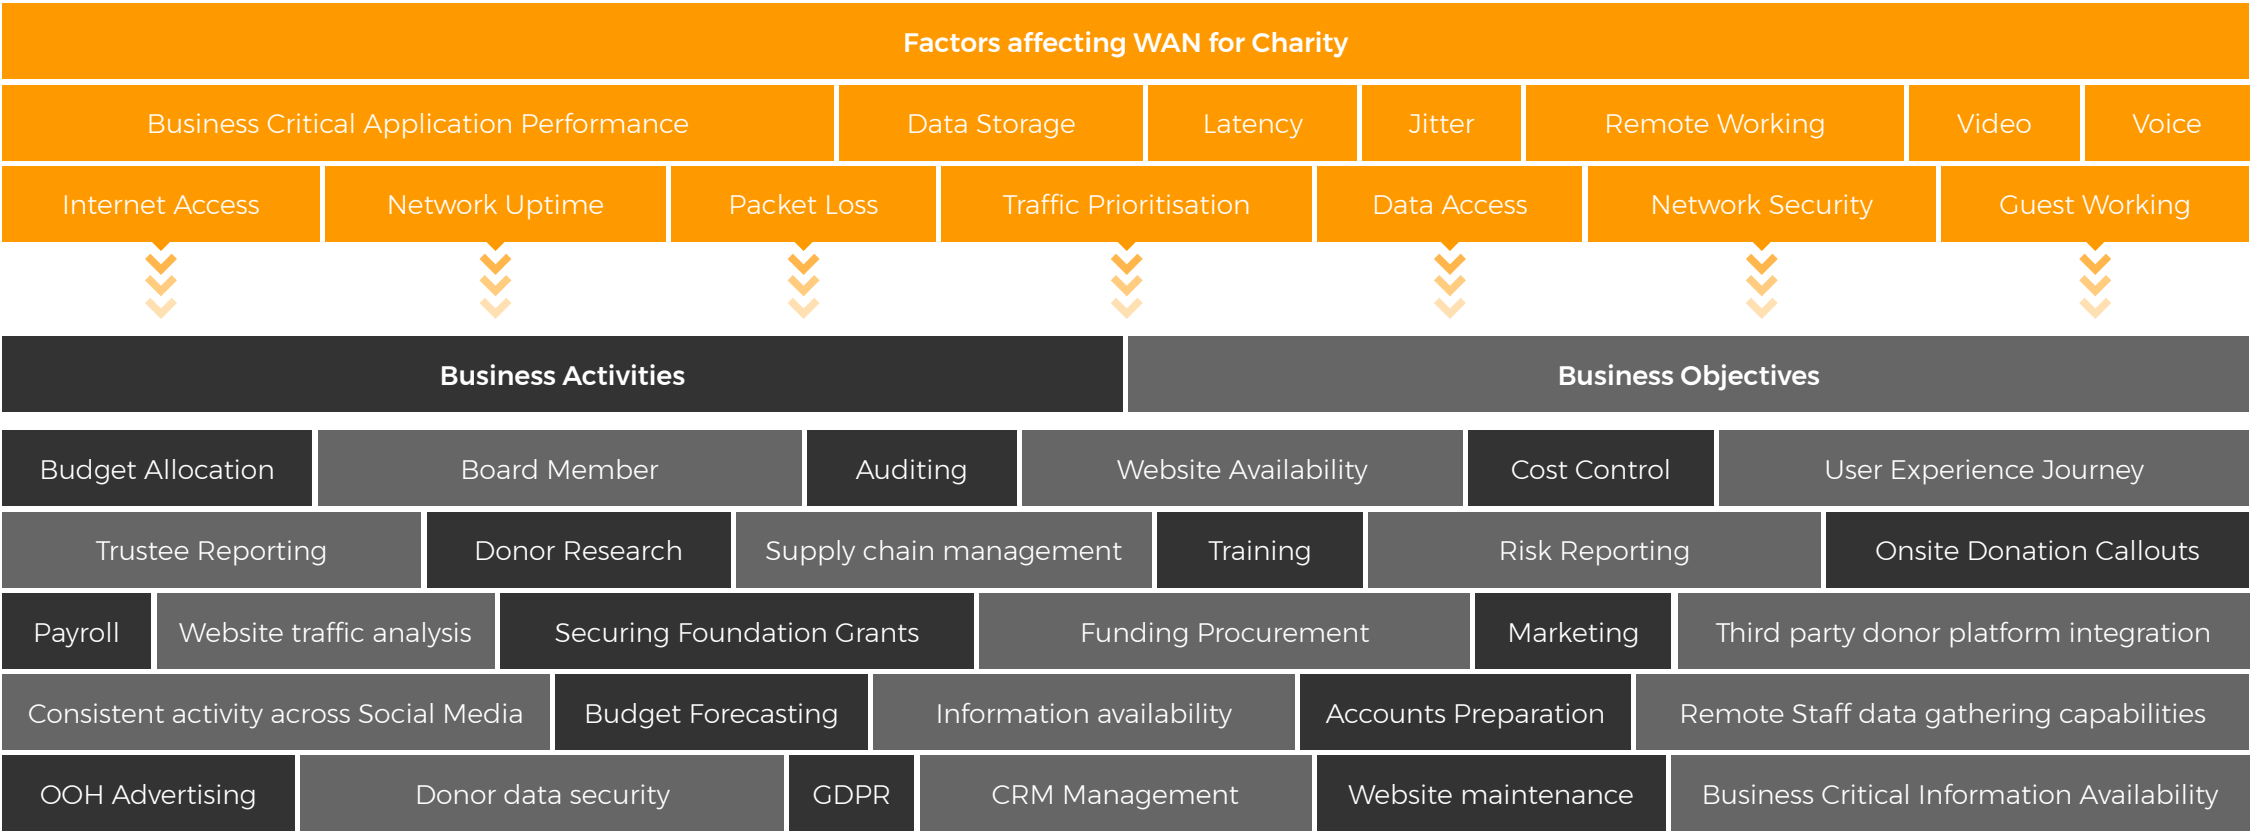 Factors affecting WAN for Charity
Business Critical Application Performance Data Storage Latency Jitter Remote Working Video Voice
Internet Access Network Uptime Packet Loss Traffic Prioritisation Data Access Network Security Guest Working
Business Activities Business Objectives
Budget Allocation Board Member Auditing Website Availability Cost Control User Experience Journey
Trustee Reporting Donor Research Supply chain management Training Risk Reporting Onsite Donation Callouts
Payroll Website traffic analysis Securing Foundation Grants Funding Procurement Marketing Third party donor platform integration
Consistent activity across Social Media Budget Forecasting Information availability Accounts Preparation Remote Staff data gathering capabilities
OOH Advertising Donor data security GDPR CRM Management Website maintenance Business Critical Information Availability